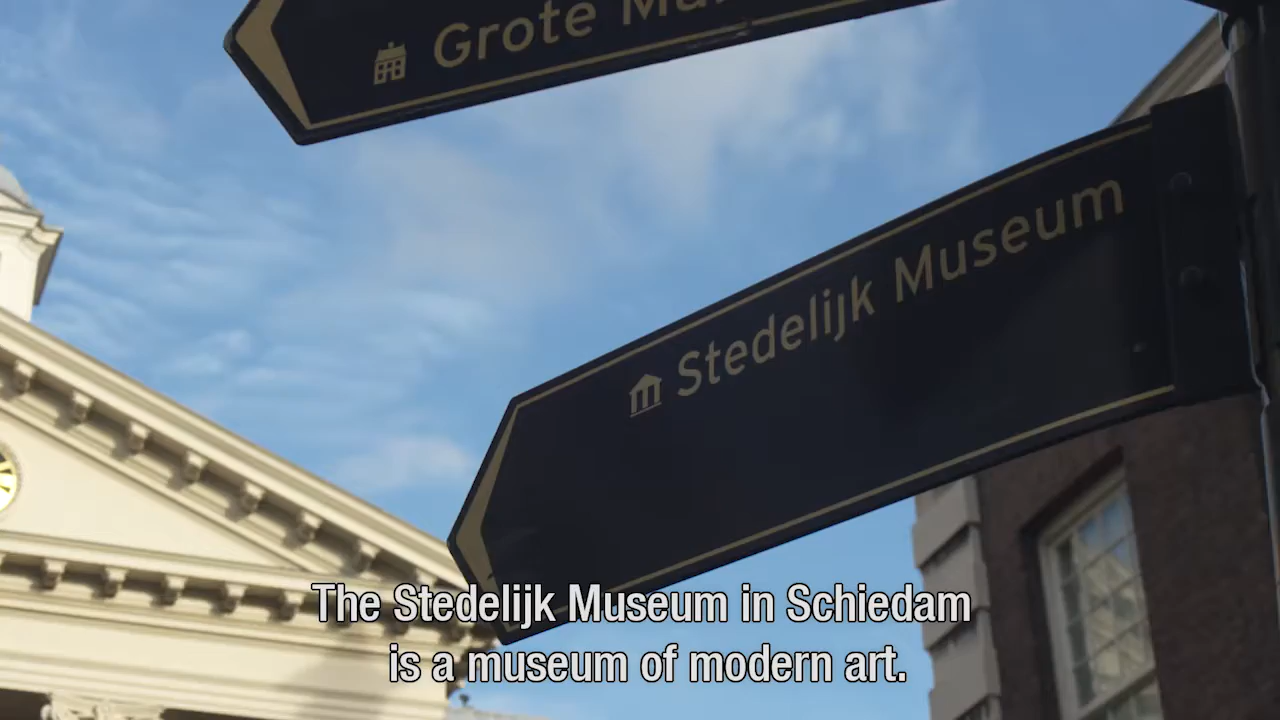 Grote
Stedelijk Museum
The Stedelijk Museum in Schiedam
is a museum of modern art.